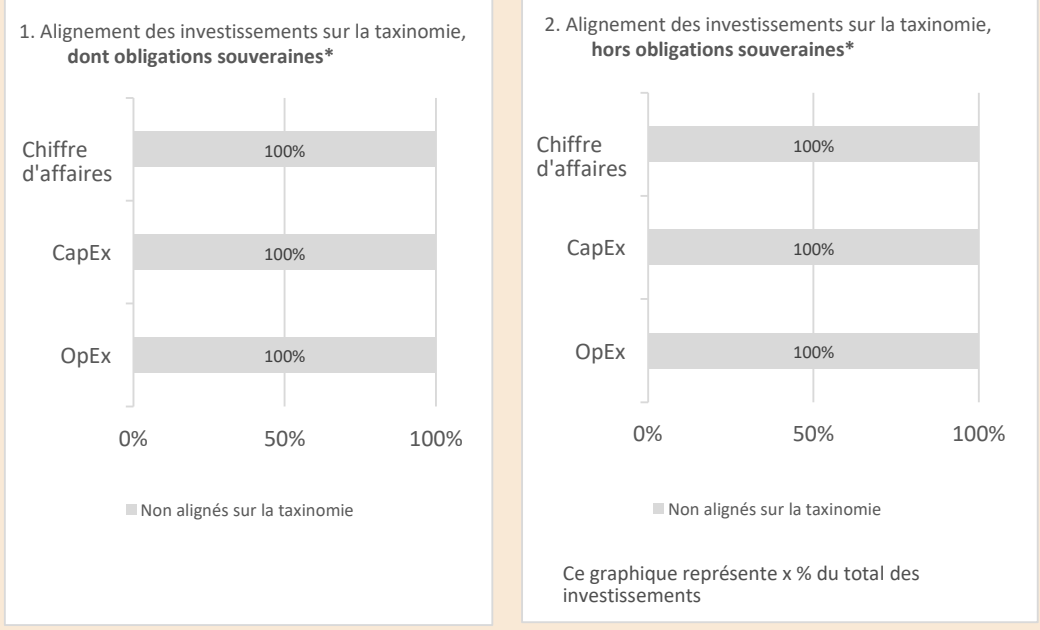 1. Alignement des investissements sur la taxinomie,
dont obligations souveraines*
Chiffre
d'affaires
100%
CapEx
100%
OpEx
100%
0%
50%
100%
Non alignés sur la taxinomie
2. Alignement des investissements sur la taxinomie,
hors obligations souveraines*
Chiffre
d'affaires
100%
CapEx
100%
OpEx
100%
0%
50%
100%
Non alignés sur la taxinomie
Ce graphique représente x % du total des
investissements